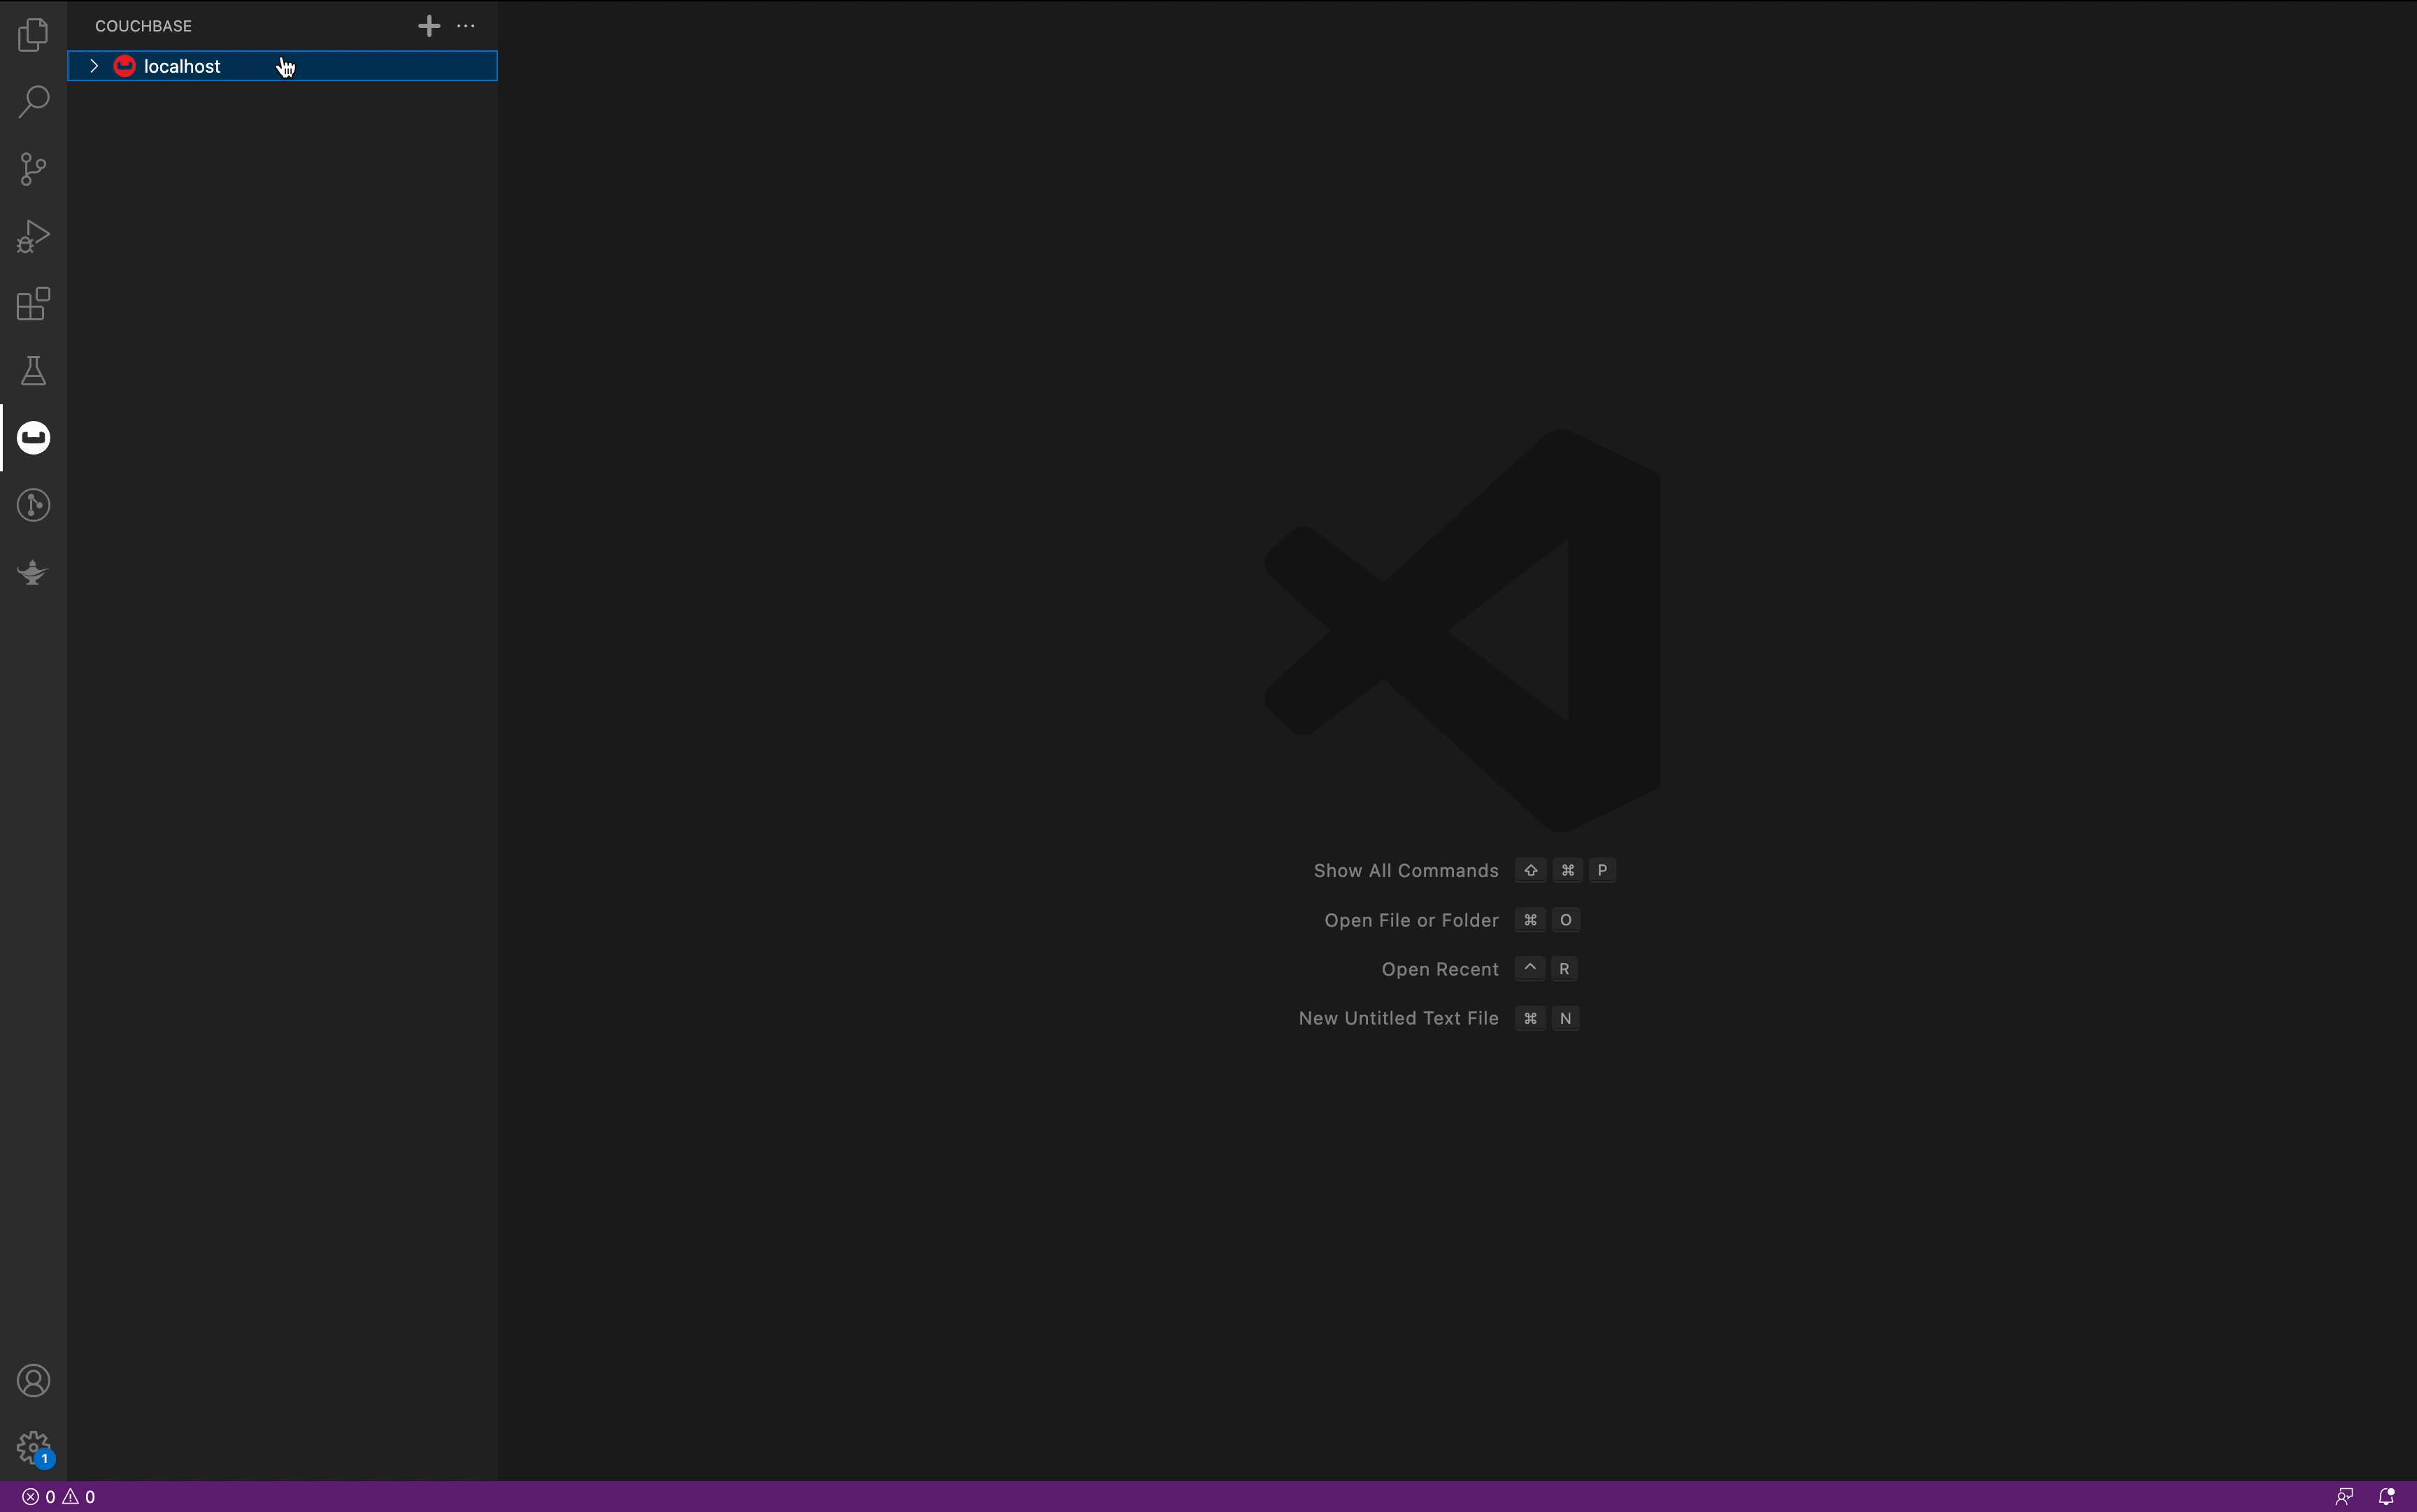 COUCHBASE
localhost
Show All Commands ⇧ ⌘ P
Open File or Folder ⌘ O
Open Recent ^ R
New Untitled Text File ⌘ N
1
0 0